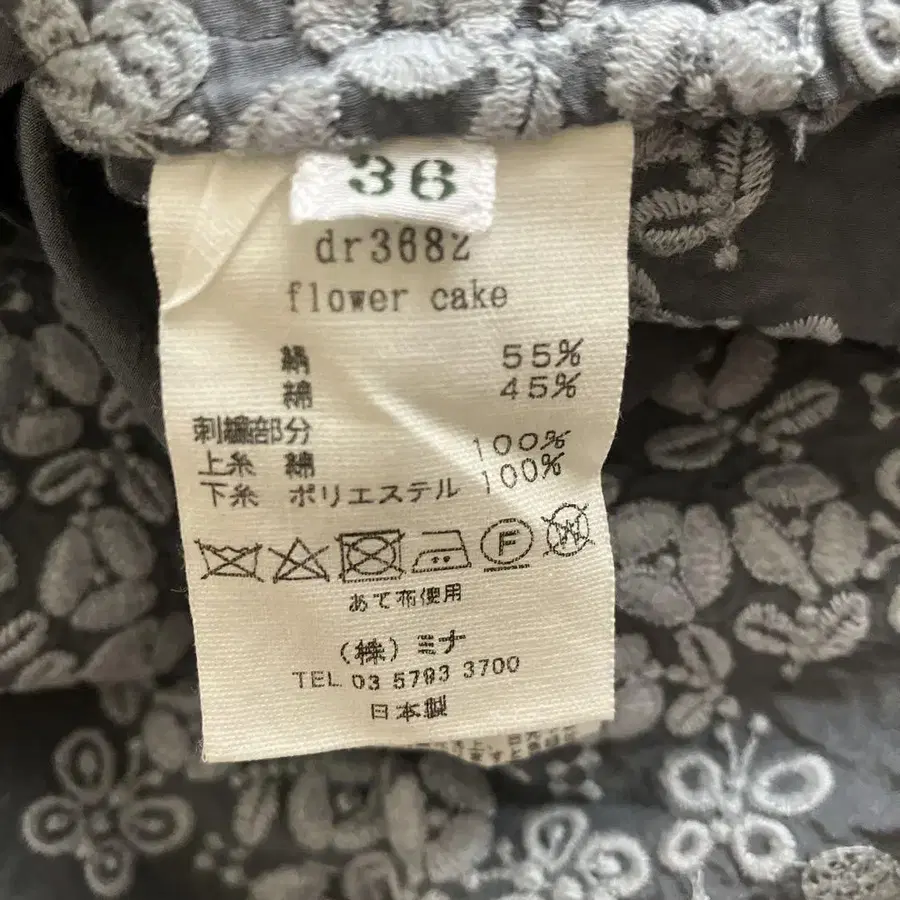 36
dr3682
flower cake
絹 55%
綿 45%
刺繍部分
上糸 綿 100%
下糸 ポリエステル 100%
F W
あて布使用
(株)ミナ
TEL 03 5793 3700
日本製